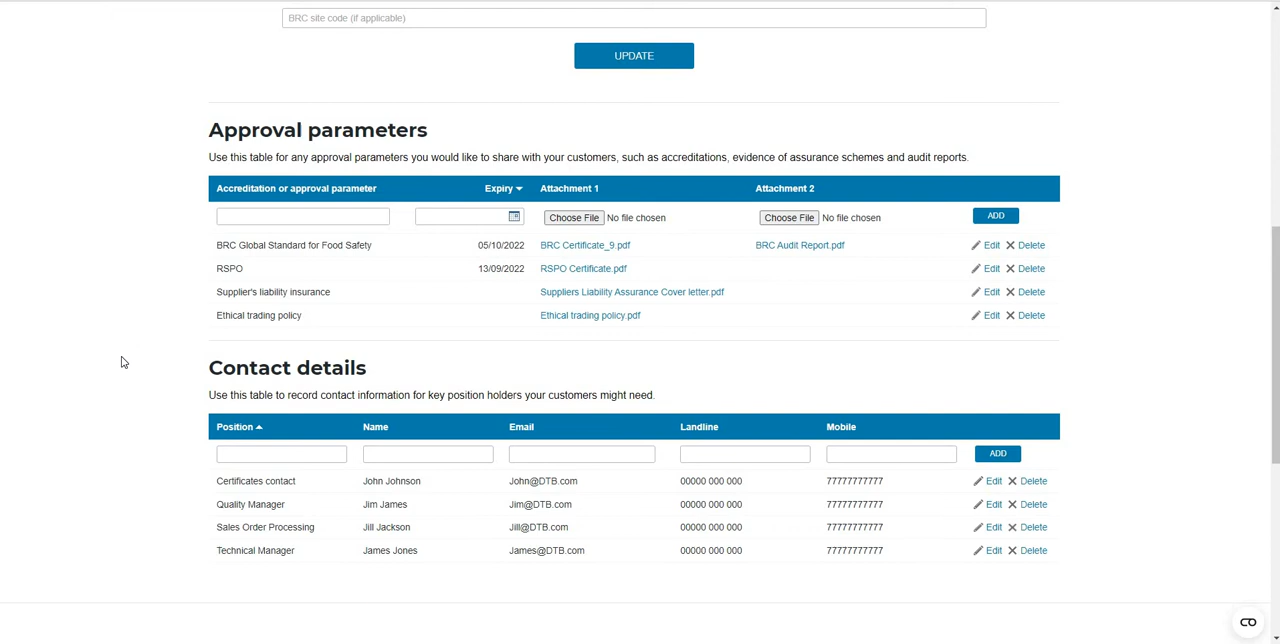 BRC site code (if applicable)
UPDATE
Approval parameters
Use this table for any approval parameters you would like to share with your customers, such as accreditations, evidence of assurance schemes and audit reports.
Accreditation or approval parameter Expiry Attachment 1 Attachment 2
Choose File No file chosen Choose File No file chosen ADD
BRC Global Standard for Food Safety 05/10/2022 BRC Certificate_9.pdf BRC Audit Report.pdf Edit Delete
RSPO 13/09/2022 RSPO Certificate.pdf Edit Delete
Supplier's liability insurance Suppliers Liability Assurance Cover letter.pdf Edit Delete
Ethical trading policy Ethical trading policy.pdf Edit Delete
Contact details
Use this table to record contact information for key position holders your customers might need.
Position Name Email Landline Mobile
ADD
Certificates contact John Johnson John@DTB.com 00000 000 000 77777777777 Edit Delete
Quality Manager Jim James Jim@DTB.com 00000 000 000 77777777777 Edit Delete
Sales Order Processing Jill Jackson Jill@DTB.com 00000 000 000 77777777777 Edit Delete
Technical Manager James Jones James@DTB.com 00000 000 000 77777777777 Edit Delete